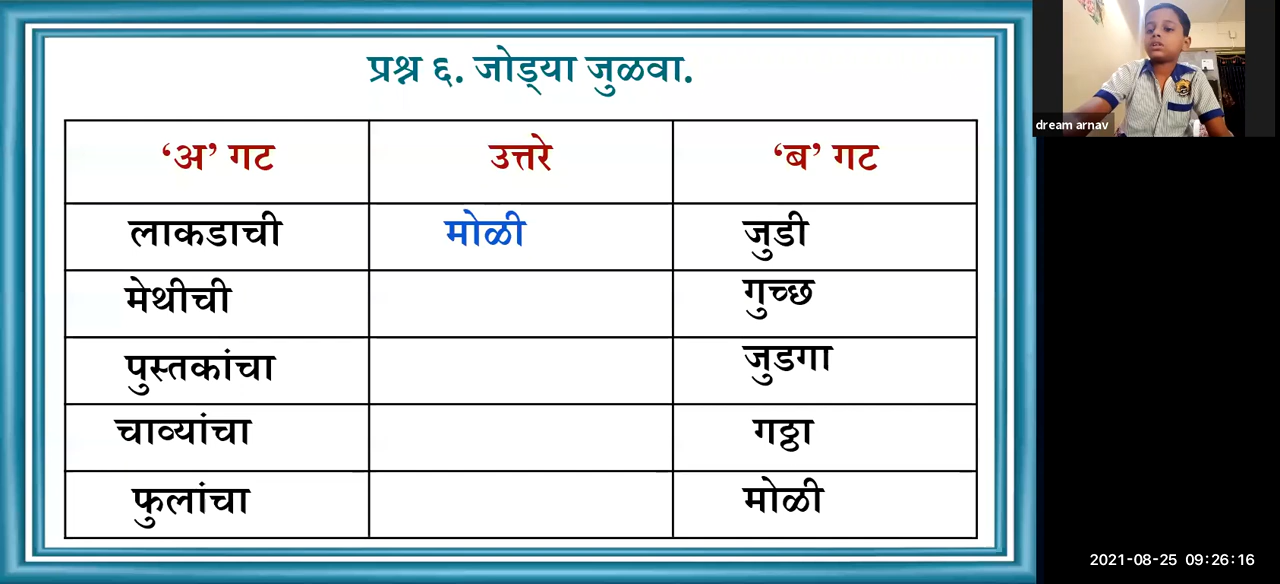 प्रश्न ६. जोड्या जुळवा.
‘अ’ गट उत्तरे ‘ब’ गट
लाकडाची मोळी जुडी
मेथीची गुच्छ
पुस्तकांचा जुडगा
चाव्यांचा गठ्ठा
फुलांचा मोळी
dream arnav
2021-08-25 09:26:16